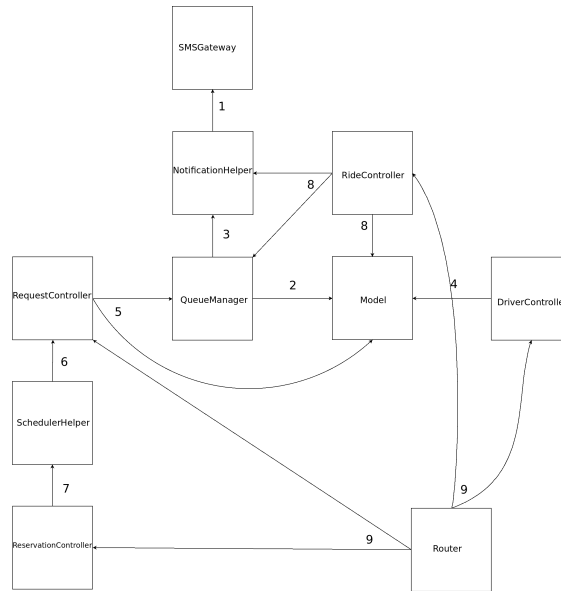 SMSGateway
1
NotificationHelper
RideController
8
3
8
RequestController
QueueManager
2
Model
4
DriverControlle
5
6
SchedulerHelper
7
9
ReservationController
9
Router